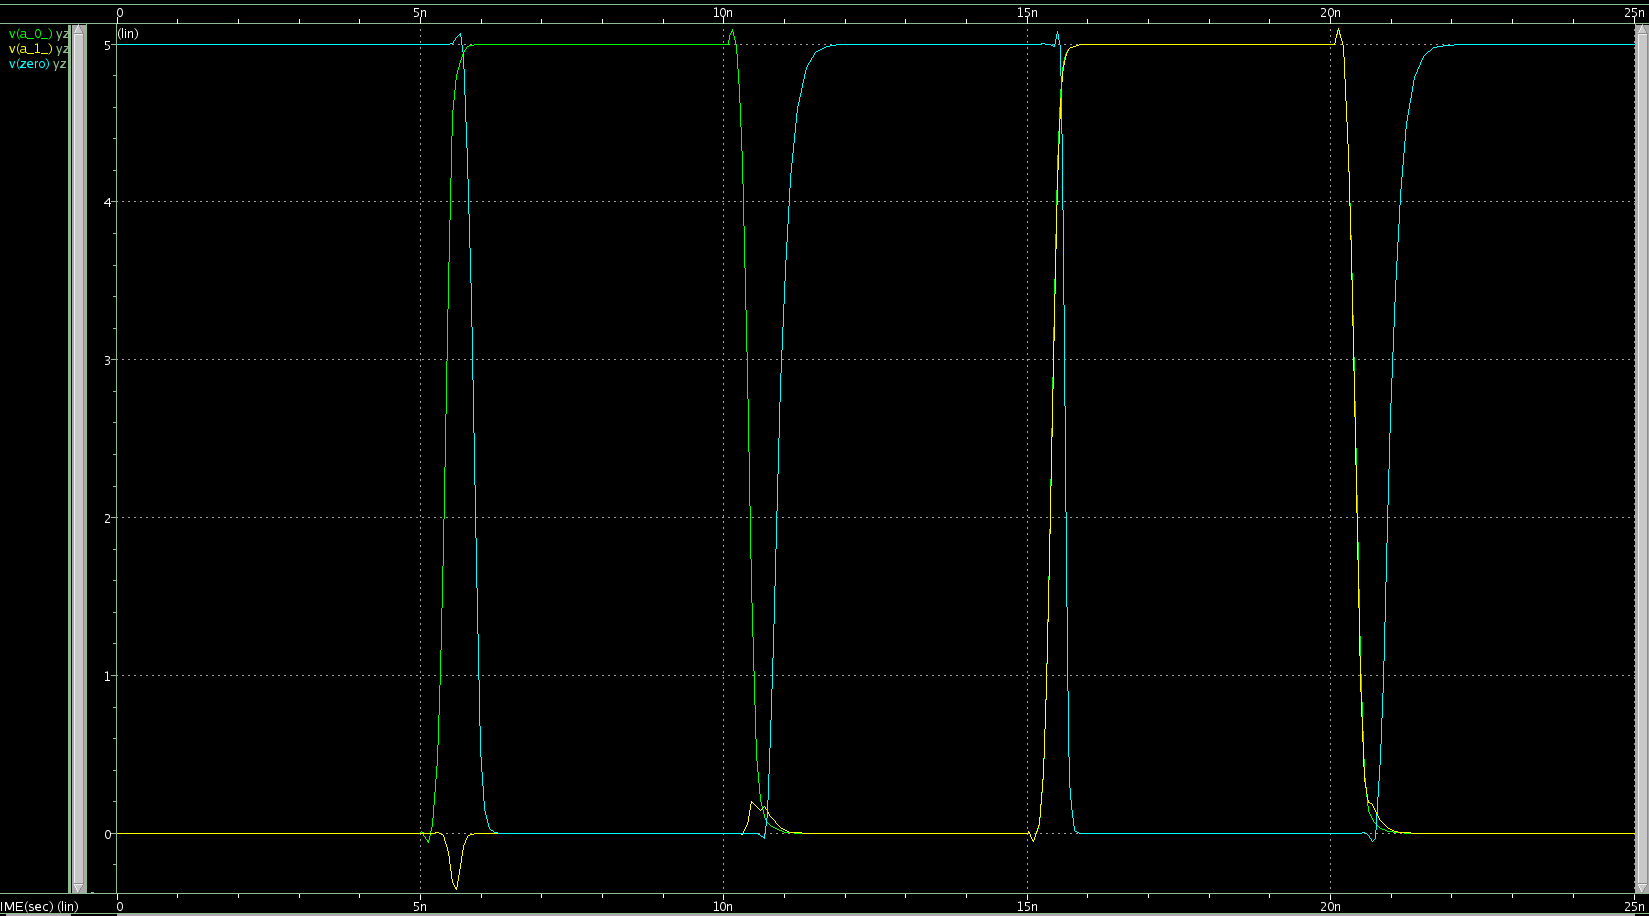 0 5n 10n 15n 20n 25n
v(a_0_) yz
v(a_1_) yz
v(zero) yz
(lin)
5
4
3
2
1
0
0 5n 10n 15n 20n 25n
IME(sec) (lin)